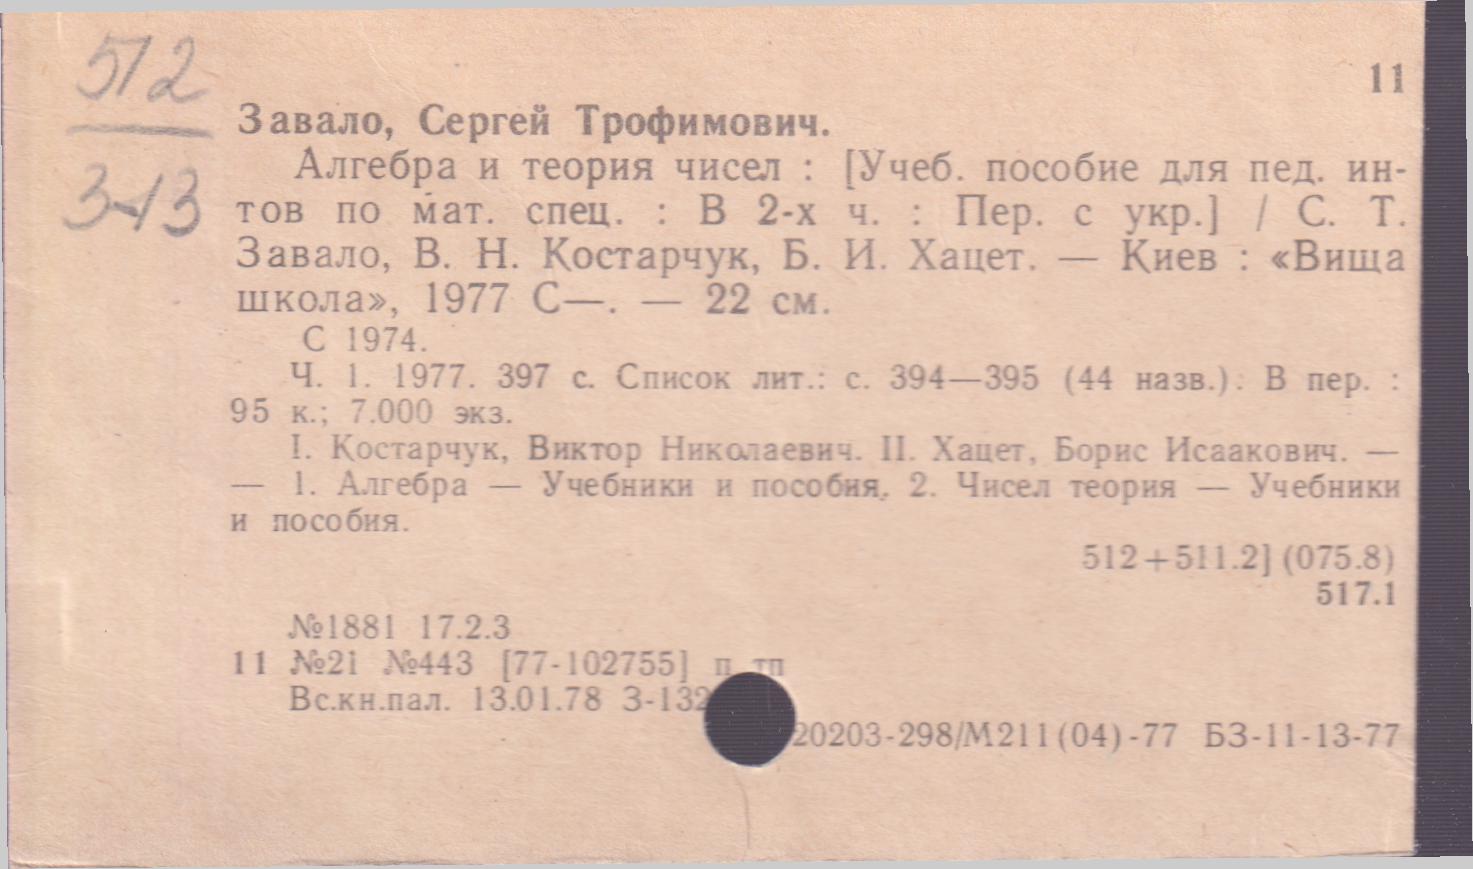 512
З-13
11
Завало, Сергей Трофимович.
Алгебра и теория чисел : [Учеб. пособие для пед. ин-
тов по мат. спец. : В 2-х ч. : Пер. с укр.] / С. Т.
Завало, В. Н. Костарчук, Б. И. Хацет. — Киев : «Вища
школа», 1977 С—. — 22 см.
С 1974.
Ч. 1. 1977. 397 с. Список лит.: с. 394—395 (44 назв.). В пер. :
95 к.; 7.000 экз.
I. Костарчук, Виктор Николаевич. II. Хацет, Борис Исаакович. —
— 1. Алгебра — Учебники и пособия. 2. Чисел теория — Учебники
и пособия.
512+511.2] (075.8)
517.1
№1881 17.2.3
11 №21 №443 [77-102755] п тп
Вс.кн.пал. 13.01.78 З-132
20203-298/М211(04)-77 БЗ-11-13-77